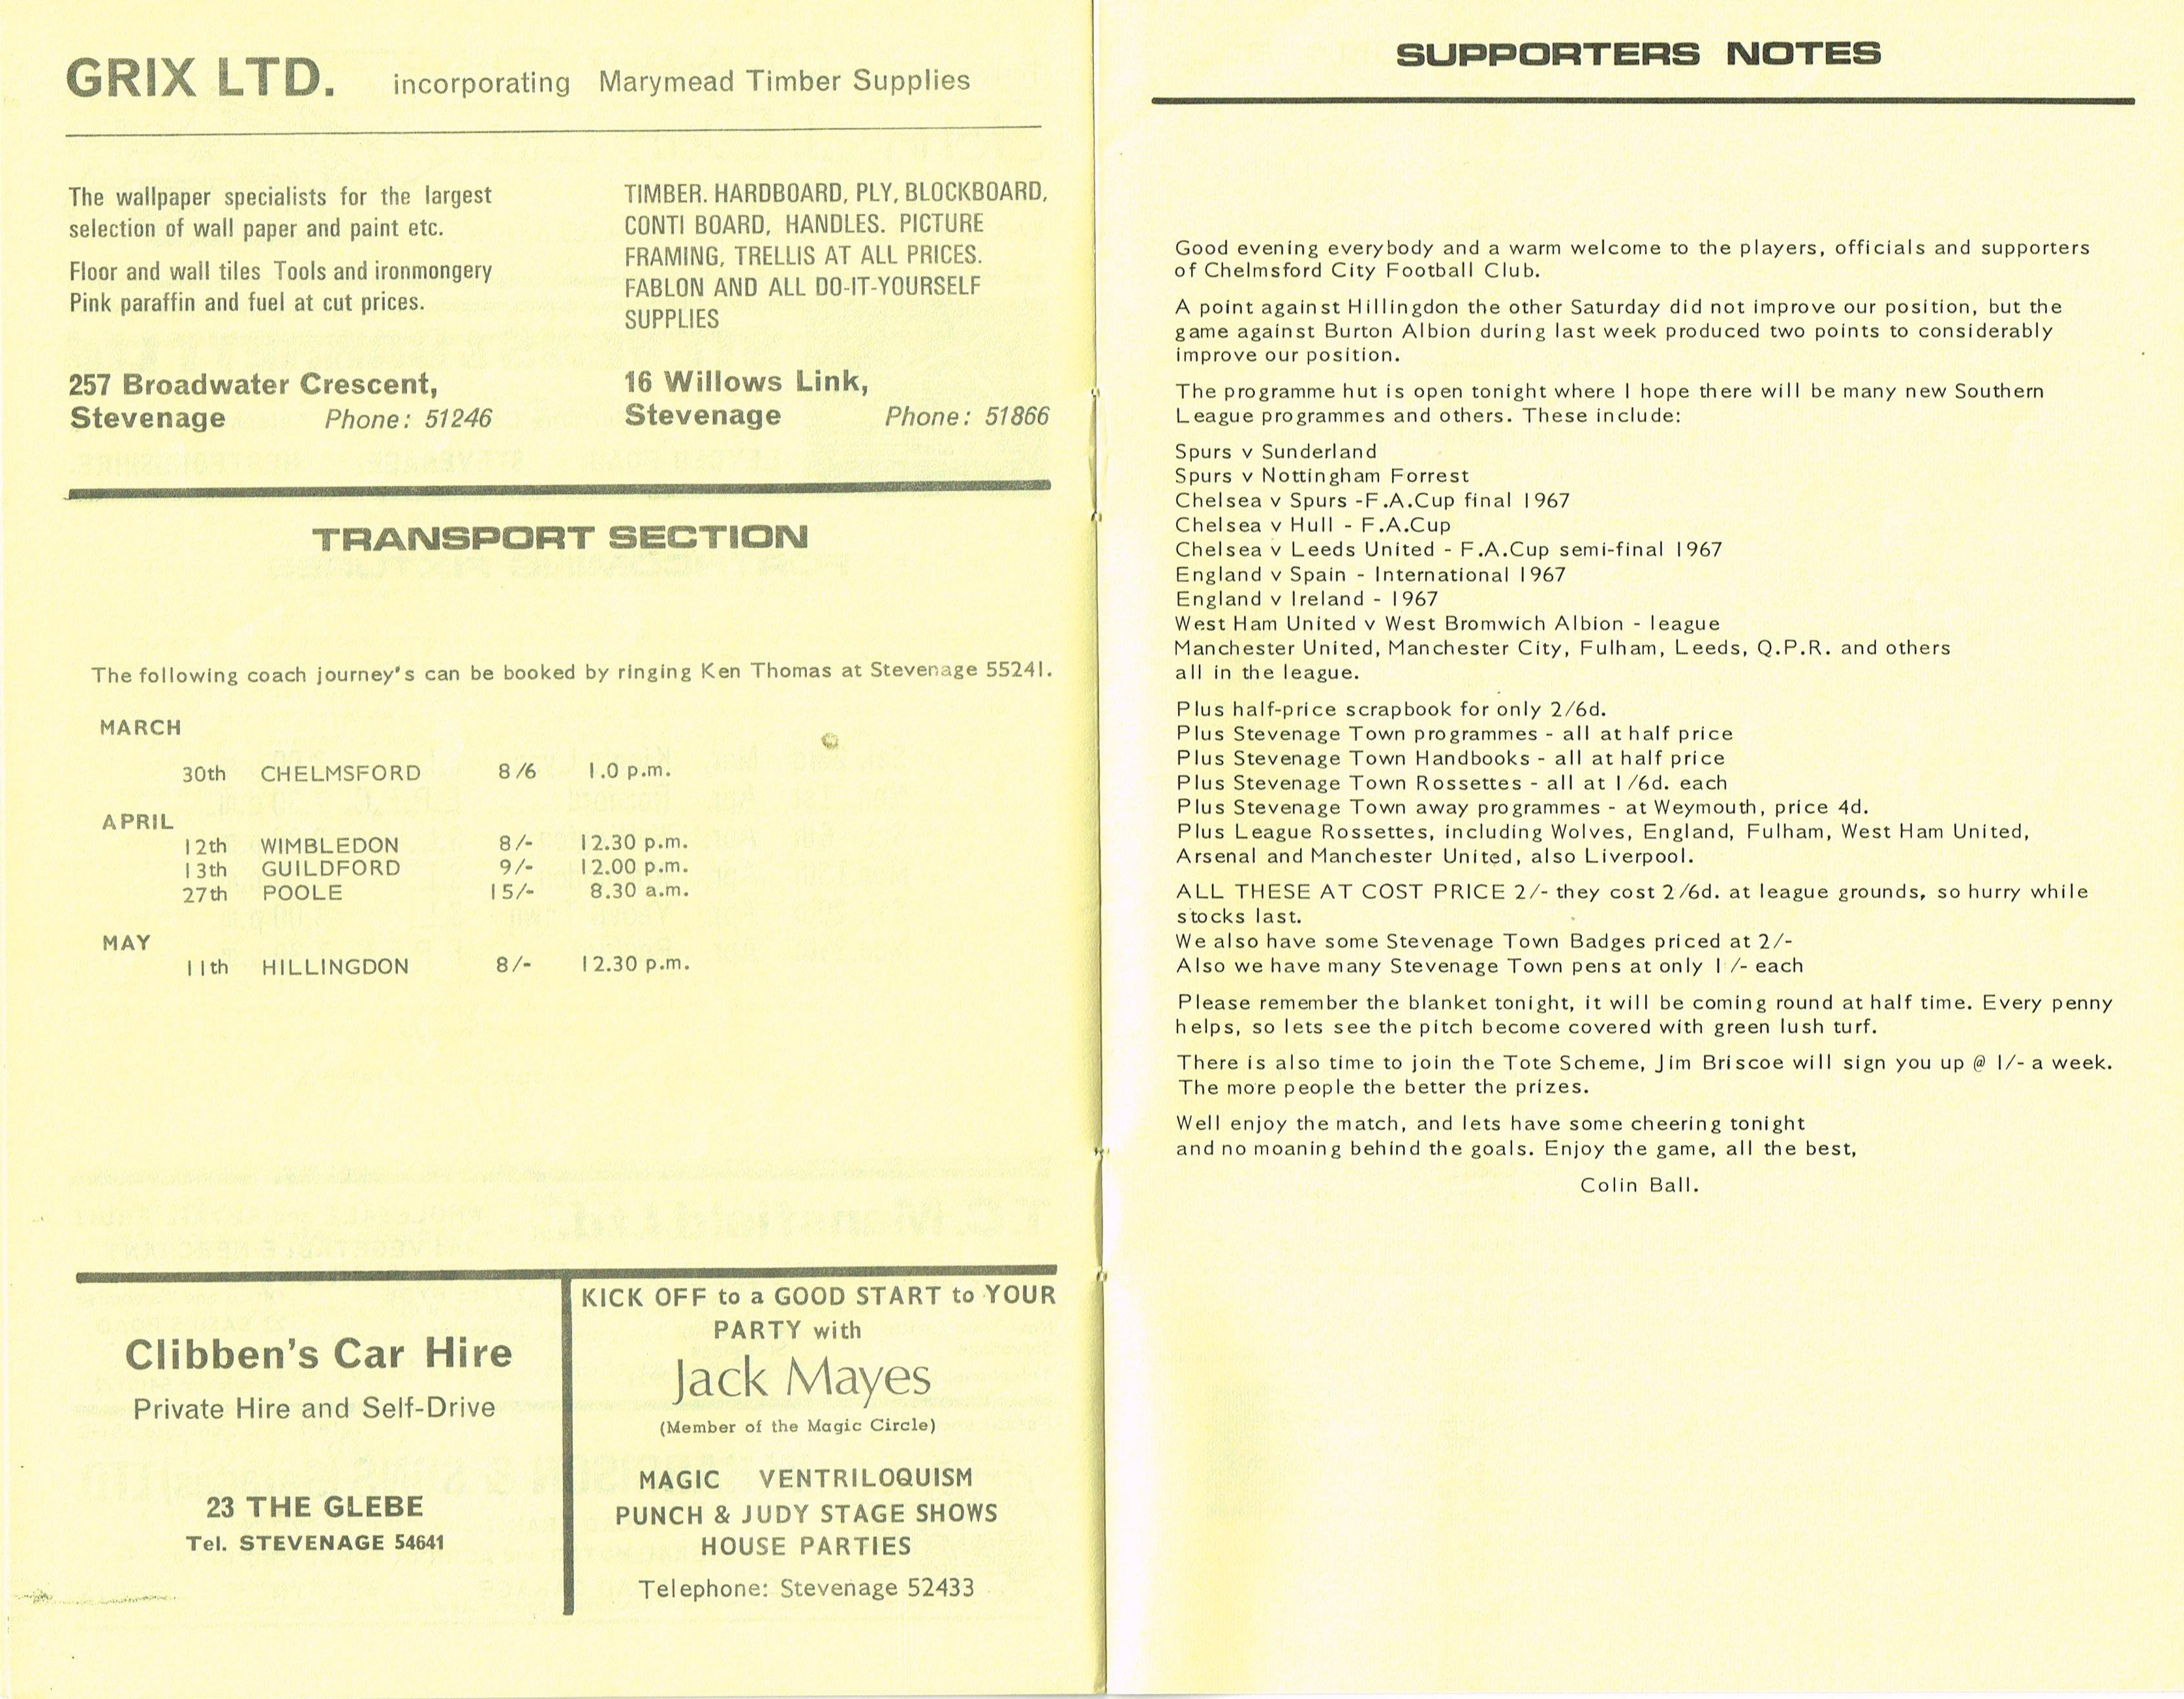 GRIX LTD. incorporating Marymead Timber Supplies
The wallpaper specialists for the largest
selection of wall paper and paint etc.
Floor and wall tiles Tools and ironmongery
Pink paraffin and fuel at cut prices.
257 Broadwater Crescent,
Stevenage Phone: 51246
TIMBER. HARDBOARD, PLY, BLOCKBOARD,
CONTI BOARD, HANDLES. PICTURE
FRAMING, TRELLIS AT ALL PRICES.
FABLON AND ALL DO-IT-YOURSELF
SUPPLIES
16 Willows Link,
Stevenage Phone: 51866
TRANSPORT SECTION
The following coach journey's can be booked by ringing Ken Thomas at Stevenage 55241.
MARCH
30th CHELMSFORD 8/6 1.0 p.m.
APRIL
12th WIMBLEDON 8/- 12.30 p.m.
13th GUILDFORD 9/- 12.00 p.m.
27th POOLE 15/- 8.30 a.m.
MAY
11th HILLINGDON 8/- 12.30 p.m.
Clibben's Car Hire
Private Hire and Self-Drive
23 THE GLEBE
Tel. STEVENAGE 54641
KICK OFF to a GOOD START to YOUR
PARTY with
Jack Mayes
(Member of the Magic Circle)
MAGIC VENTRILOQUISM
PUNCH & JUDY STAGE SHOWS
HOUSE PARTIES
Telephone: Stevenage 52433
SUPPORTERS NOTES
Good evening everybody and a warm welcome to the players, officials and supporters
of Chelmsford City Football Club.
A point against Hillingdon the other Saturday did not improve our position, but the
game against Burton Albion during last week produced two points to considerably
improve our position.
The programme hut is open tonight where I hope there will be many new Southern
League programmes and others. These include:
Spurs v Sunderland
Spurs v Nottingham Forrest
Chelsea v Spurs -F.A.Cup final 1967
Chelsea v Hull - F.A.Cup
Chelsea v Leeds United - F.A.Cup semi-final 1967
England v Spain - International 1967
England v Ireland - 1967
West Ham United v West Bromwich Albion - league
Manchester United, Manchester City, Fulham, Leeds, Q.P.R. and others
all in the league.
Plus half-price scrapbook for only 2/6d.
Plus Stevenage Town programmes - all at half price
Plus Stevenage Town Handbooks - all at half price
Plus Stevenage Town Rossettes - all at 1/6d. each
Plus Stevenage Town away programmes - at Weymouth, price 4d.
Plus League Rossettes, including Wolves, England, Fulham, West Ham United,
Arsenal and Manchester United, also Liverpool.
ALL THESE AT COST PRICE 2/- they cost 2/6d. at league grounds, so hurry while
stocks last.
We also have some Stevenage Town Badges priced at 2/-
Also we have many Stevenage Town pens at only 1/- each
Please remember the blanket tonight, it will be coming round at half time. Every penny
helps, so lets see the pitch become covered with green lush turf.
There is also time to join the Tote Scheme, Jim Briscoe will sign you up @ 1/- a week.
The more people the better the prizes.
Well enjoy the match, and lets have some cheering tonight
and no moaning behind the goals. Enjoy the game, all the best,
Colin Ball.